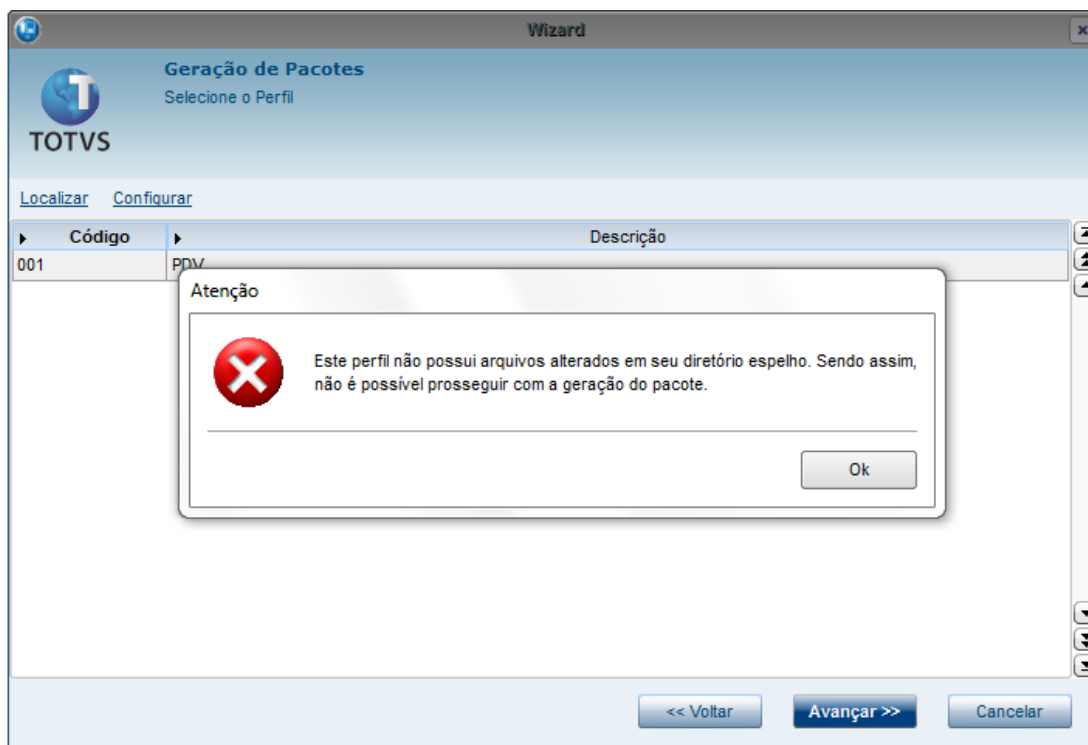 Wizard
Geração de Pacotes
Selecione o Perfil
TOTVS
Localizar Configurar
Código Descrição
001 PDV
Atenção
Este perfil não possui arquivos alterados em seu diretório espelho. Sendo assim,
não é possível prosseguir com a geração do pacote.
Ok
<< Voltar Avançar >> Cancelar